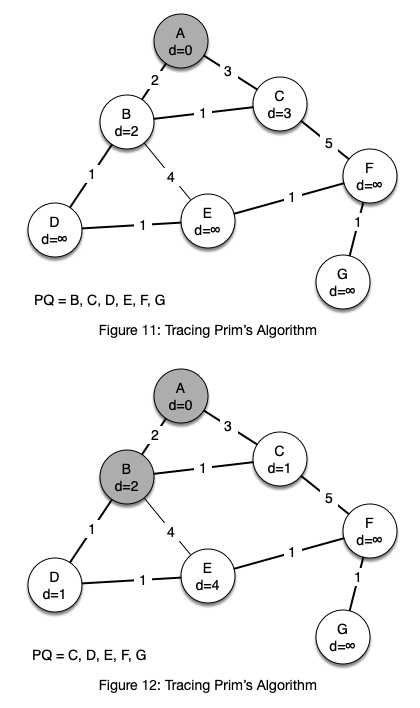 A
d=0
2
3
C
d=3
B
d=2
1
5
F
d=∞
1
4
1
1
D
d=∞
1
E
d=∞
G
d=∞
PQ = B, C, D, E, F, G
Figure 11: Tracing Prim's Algorithm
A
d=0
2
3
C
d=1
B
d=2
1
5
F
d=∞
1
4
1
1
D
d=1
1
E
d=4
G
d=∞
PQ = C, D, E, F, G
Figure 12: Tracing Prim's Algorithm